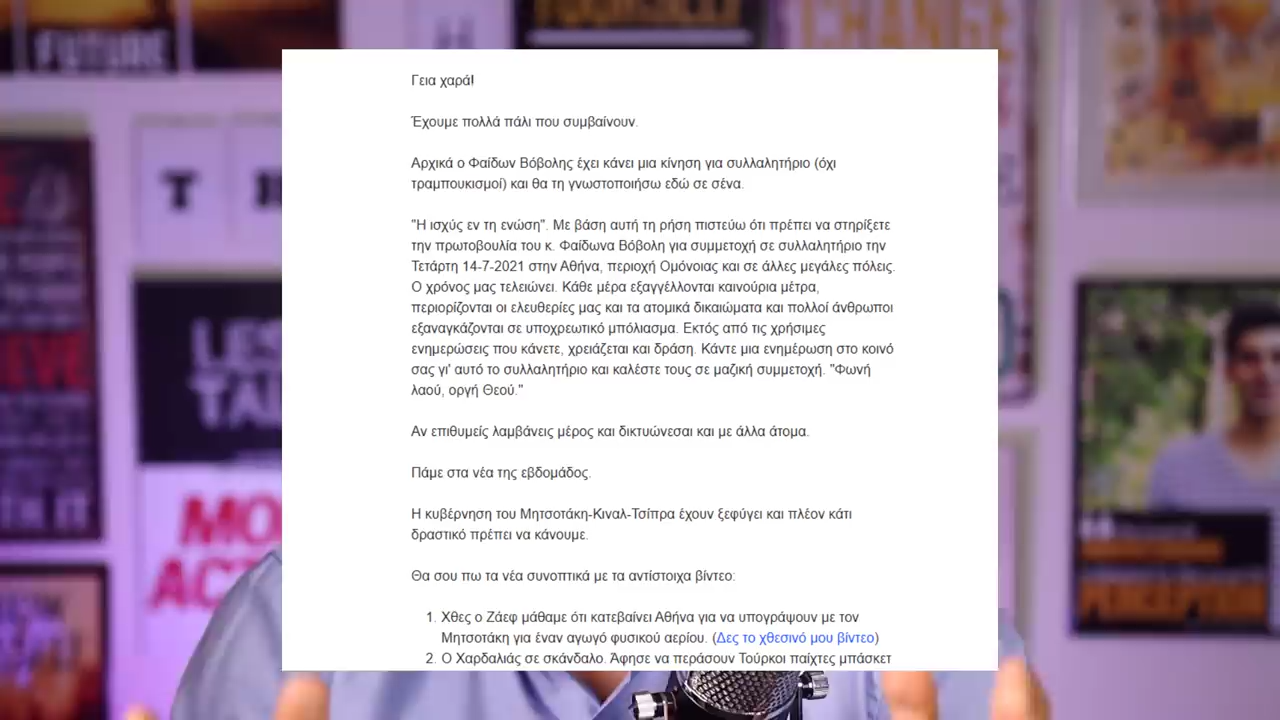 FUTURE
CHANGE
Γεια χαρά!
Έχουμε πολλά πάλι που συμβαίνουν.
Αρχικά ο Φαίδων Βόβολης έχει κάνει μια κίνηση για συλλαλητήριο (όχι
τραμπουκισμοί) και θα τη γνωστοποιήσω εδώ σε σένα.
"Η ισχύς εν τη ενώση". Με βάση αυτή τη ρήση πιστεύω ότι πρέπει να στηρίξετε
την πρωτοβουλία του κ. Φαίδωνα Βόβολη για συμμετοχή σε συλλαλητήριο την
Τετάρτη 14-7-2021 στην Αθήνα, περιοχή Ομόνοιας και σε άλλες μεγάλες πόλεις.
Ο χρόνος μας τελειώνει. Κάθε μέρα εξαγγέλλονται καινούρια μέτρα,
περιορίζονται οι ελευθερίες μας και τα ατομικά δικαιώματα και πολλοί άνθρωποι
εξαναγκάζονται σε υποχρεωτικό μπόλιασμα. Εκτός από τις χρήσιμες
ενημερώσεις που κάνετε, χρειάζεται και δράση. Κάντε μια ενημέρωση στο κοινό
σας γι' αυτό το συλλαλητήριο και καλέστε τους σε μαζική συμμετοχή. "Φωνή
λαού, οργή Θεού."
Αν επιθυμείς λαμβάνεις μέρος και δικτυώνεσαι και με άλλα άτομα.
Πάμε στα νέα της εβδομάδος.
Η κυβέρνηση του Μητσοτάκη-Κιναλ-Τσίπρα έχουν ξεφύγει και πλέον κάτι
δραστικό πρέπει να κάνουμε.
Θα σου πω τα νέα συνοπτικά με τα αντίστοιχα βίντεο:
1. Χθες ο Ζάεφ μάθαμε ότι κατεβαίνει Αθήνα για να υπογράψουν με τον
Μητσοτάκη για έναν αγωγό φυσικού αερίου. (Δες το χθεσινό μου βίντεο)
2. Ο Χαρδαλιάς σε σκάνδαλο. Άφησε να περάσουν Τούρκοι παίχτες μπάσκετ